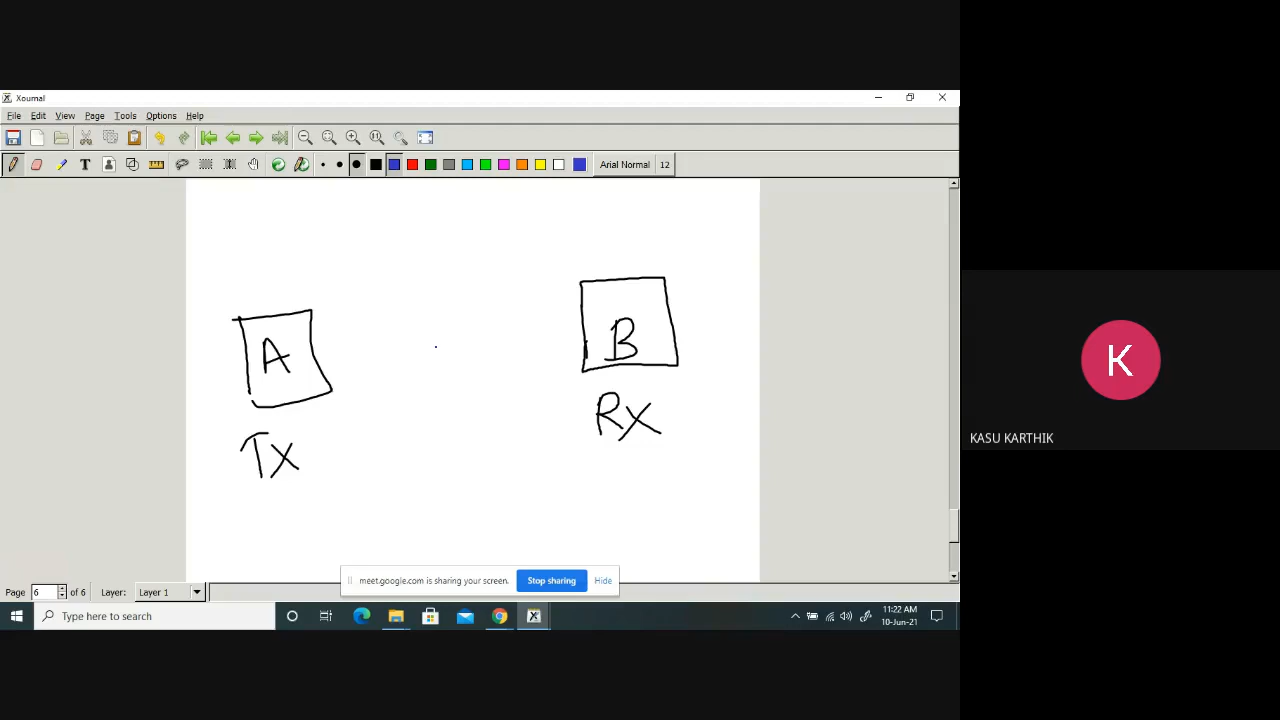 Xournal
File Edit View Page Tools Options Help
T Arial Normal 12
A
B
Tx
Rx
K
KASU KARTHIK
meet.google.com is sharing your screen. Stop sharing Hide
Page 6 of 6 Layer: Layer 1
Type here to search
11:22 AM
10-Jun-21